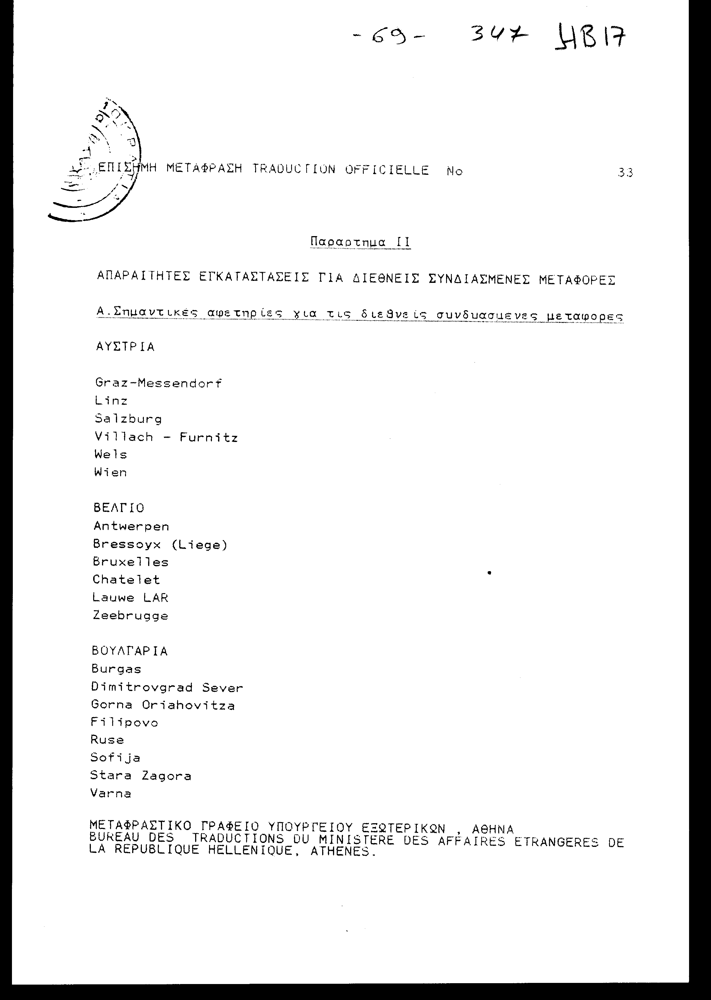 - 69 - 347 HB17
ΕΠΙΣΗΜΗ ΜΕΤΑΦΡΑΣΗ TRADUCTION OFFICIELLE No 33
Παραρτημα II
ΑΠΑΡΑΙΤΗΤΕΣ ΕΓΚΑΤΑΣΤΑΣΕΙΣ ΓΙΑ ΔΙΕΘΝΕΙΣ ΣΥΝΔΙΑΣΜΕΝΕΣ ΜΕΤΑΦΟΡΕΣ
Α.Σημαντικές αφετηρίες για τις διεθνείς συνδυασμενες μεταφορες
ΑΥΣΤΡΙΑ
Graz-Messendorf
Linz
Salzburg
Villach - Furnitz
Wels
Wien
ΒΕΛΓΙΟ
Antwerpen
Bressoyx (Liege)
Bruxelles
Chatelet
Lauwe LAR
Zeebrugge
ΒΟΥΛΓΑΡΙΑ
Burgas
Dimitrovgrad Sever
Gorna Oriahovitza
Filipovo
Ruse
Sofija
Stara Zagora
Varna
ΜΕΤΑΦΡΑΣΤΙΚΟ ΓΡΑΦΕΙΟ ΥΠΟΥΡΓΕΙΟΥ ΕΞΩΤΕΡΙΚΩΝ , ΑΘΗΝΑ
BUREAU DES TRADUCTIONS DU MINISTERE DES AFFAIRES ETRANGERES DE
LA REPUBLIQUE HELLENIQUE, ATHENES.